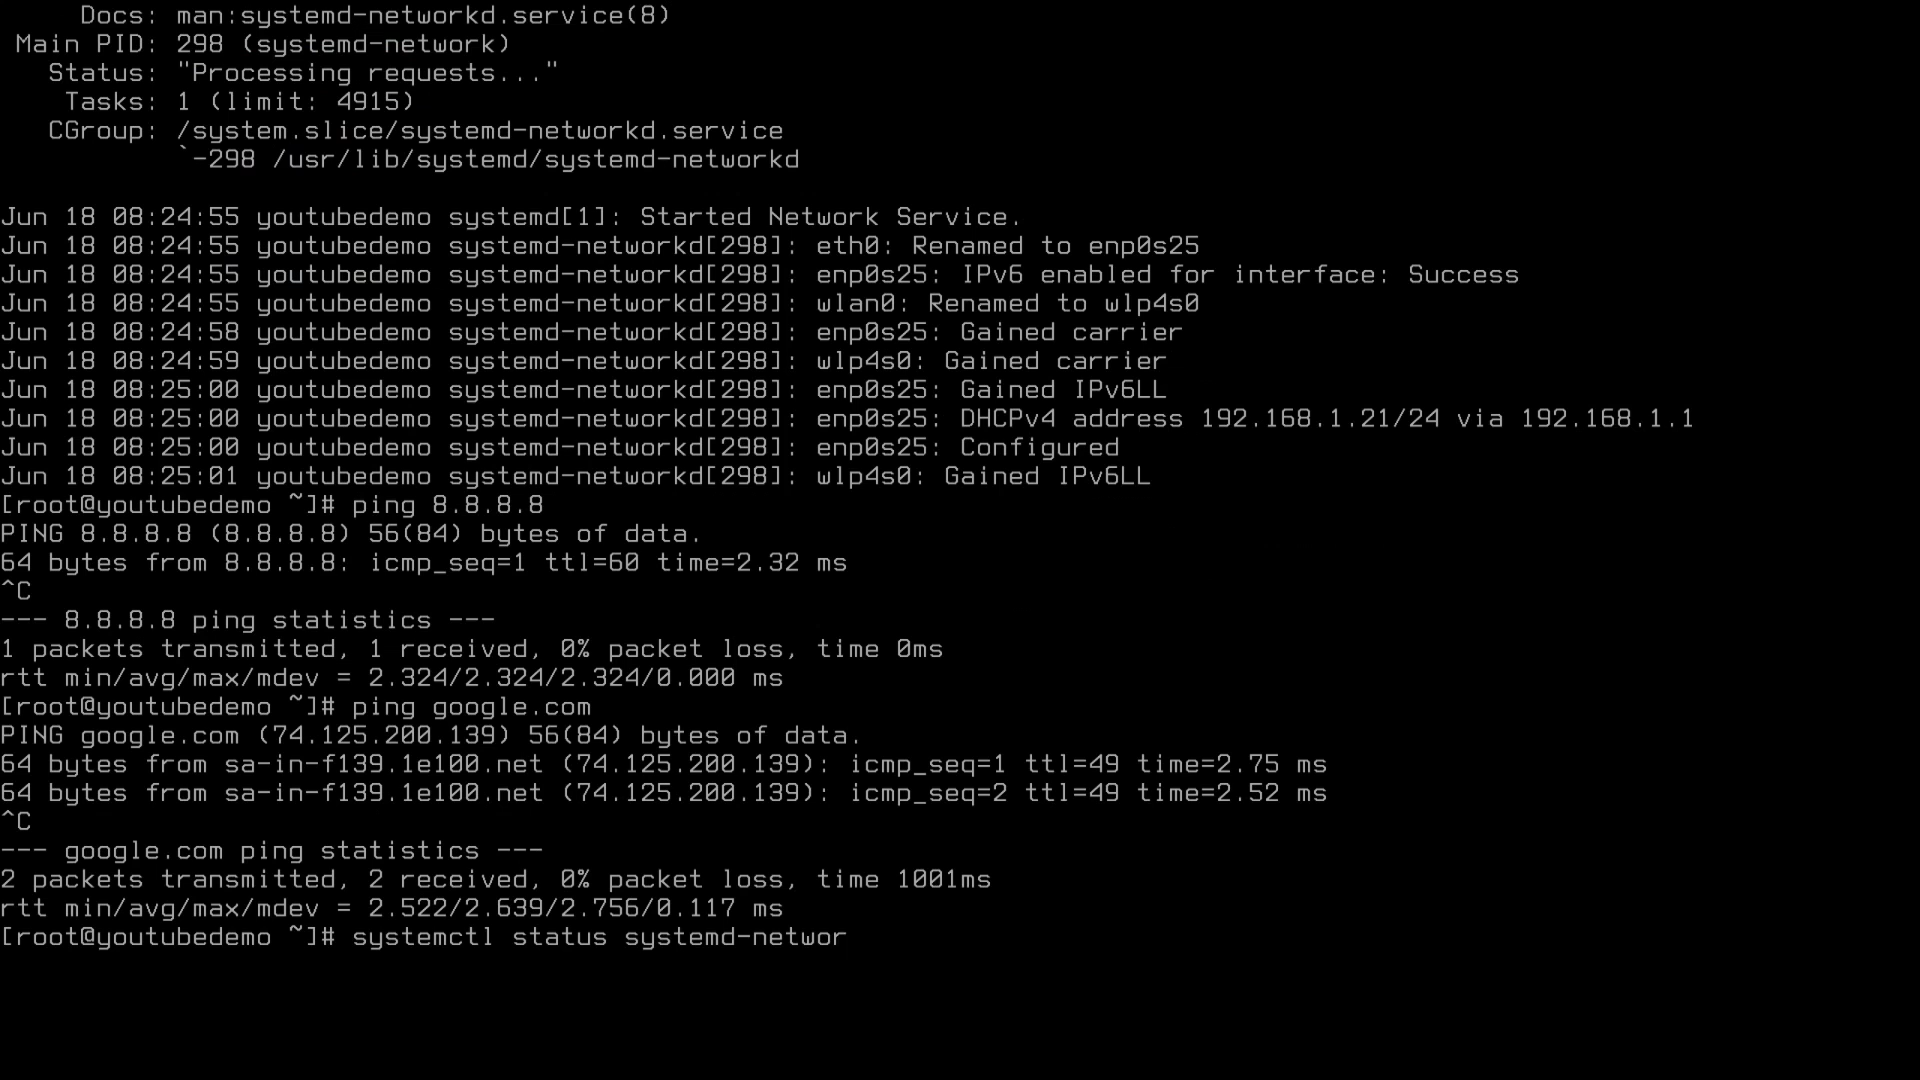 Docs: man:systemd-networkd.service(8)
Main PID: 298 (systemd-network)
Status: "Processing requests..."
Tasks: 1 (limit: 4915)
CGroup: /system.slice/systemd-networkd.service
`-298 /usr/lib/systemd/systemd-networkd
Jun 18 08:24:55 youtubedemo systemd[1]: Started Network Service.
Jun 18 08:24:55 youtubedemo systemd-networkd[298]: eth0: Renamed to enp0s25
Jun 18 08:24:55 youtubedemo systemd-networkd[298]: enp0s25: IPv6 enabled for interface: Success
Jun 18 08:24:55 youtubedemo systemd-networkd[298]: wlan0: Renamed to wlp4s0
Jun 18 08:24:58 youtubedemo systemd-networkd[298]: enp0s25: Gained carrier
Jun 18 08:24:59 youtubedemo systemd-networkd[298]: wlp4s0: Gained carrier
Jun 18 08:25:00 youtubedemo systemd-networkd[298]: enp0s25: Gained IPv6LL
Jun 18 08:25:00 youtubedemo systemd-networkd[298]: enp0s25: DHCPv4 address 192.168.1.21/24 via 192.168.1.1
Jun 18 08:25:00 youtubedemo systemd-networkd[298]: enp0s25: Configured
Jun 18 08:25:01 youtubedemo systemd-networkd[298]: wlp4s0: Gained IPv6LL
[root@youtubedemo ~]# ping 8.8.8.8
PING 8.8.8.8 (8.8.8.8) 56(84) bytes of data.
64 bytes from 8.8.8.8: icmp_seq=1 ttl=60 time=2.32 ms
^C
--- 8.8.8.8 ping statistics ---
1 packets transmitted, 1 received, 0% packet loss, time 0ms
rtt min/avg/max/mdev = 2.324/2.324/2.324/0.000 ms
[root@youtubedemo ~]# ping google.com
PING google.com (74.125.200.139) 56(84) bytes of data.
64 bytes from sa-in-f139.1e100.net (74.125.200.139): icmp_seq=1 ttl=49 time=2.75 ms
64 bytes from sa-in-f139.1e100.net (74.125.200.139): icmp_seq=2 ttl=49 time=2.52 ms
^C
--- google.com ping statistics ---
2 packets transmitted, 2 received, 0% packet loss, time 1001ms
rtt min/avg/max/mdev = 2.522/2.639/2.756/0.117 ms
[root@youtubedemo ~]# systemctl status systemd-networ